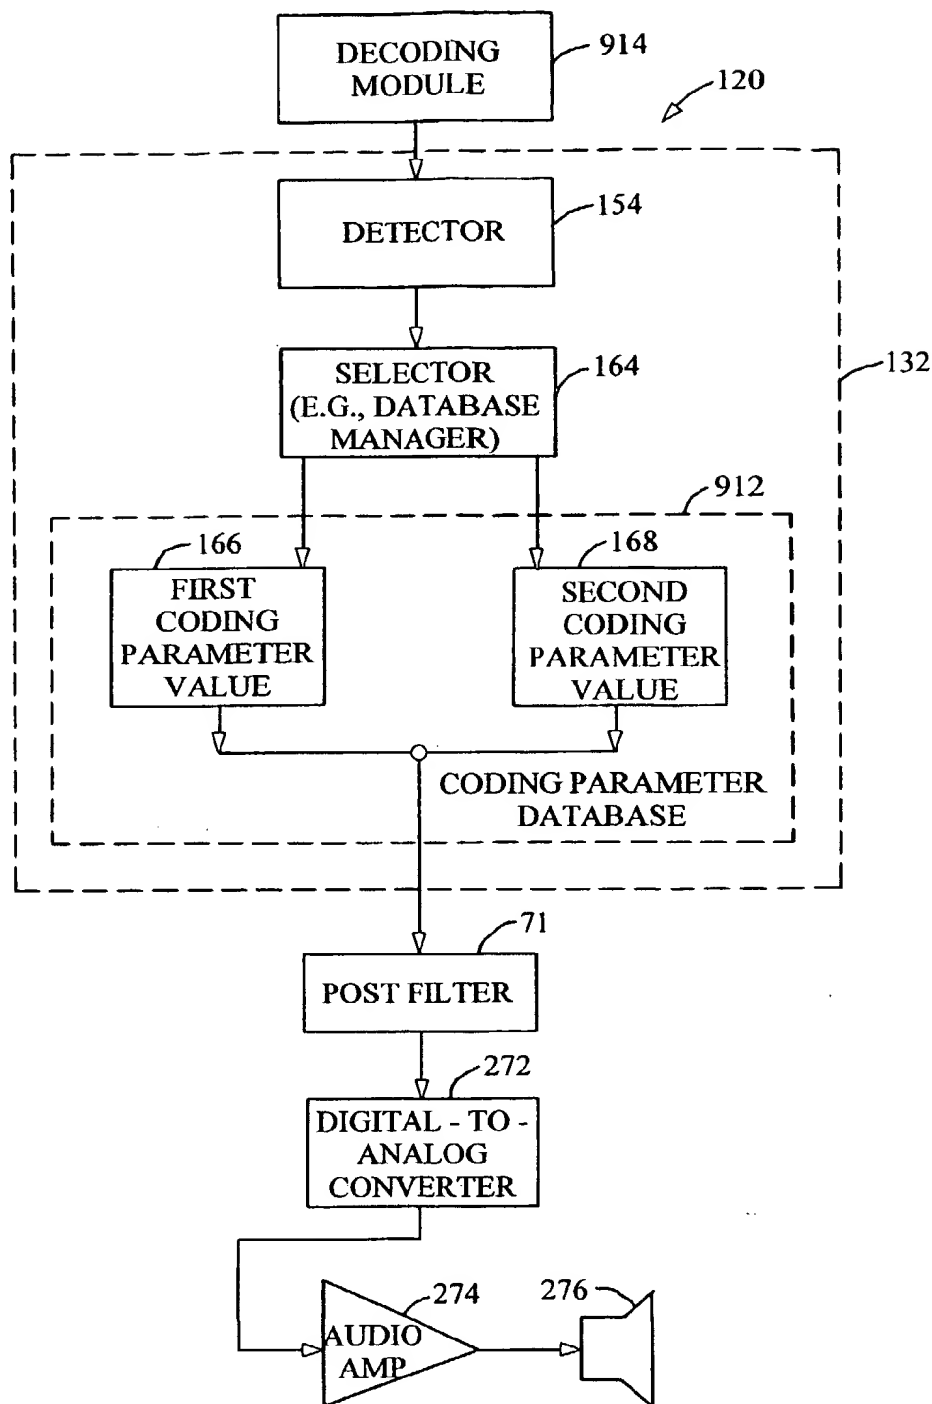 DECODING
MODULE
914
120
DETECTOR
154
SELECTOR
(E.G., DATABASE
MANAGER)
164
132
912
166
168
FIRST
CODING
PARAMETER
VALUE
SECOND
CODING
PARAMETER
VALUE
CODING PARAMETER
DATABASE
71
POST FILTER
272
DIGITAL - TO -
ANALOG
CONVERTER
274
276
AUDIO
AMP